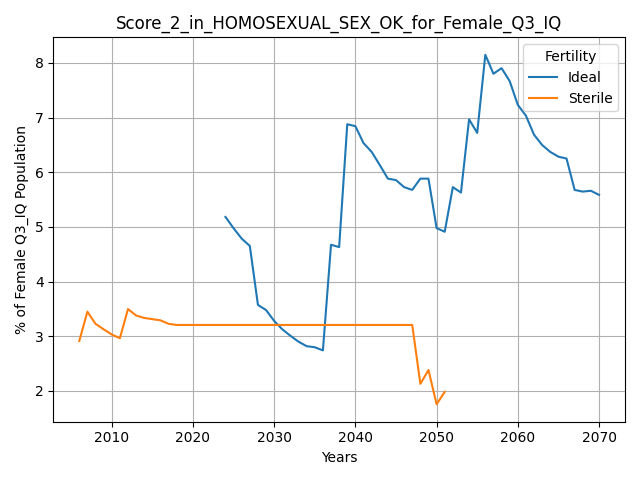 Score_2_in_HOMOSEXUAL_SEX_OK_for_Female_Q3_IQ
Fertility
Ideal
Sterile
% of Female Q3_IQ Population
8
7
6
5
4
3
2
2010 2020 2030 2040 2050 2060 2070
Years